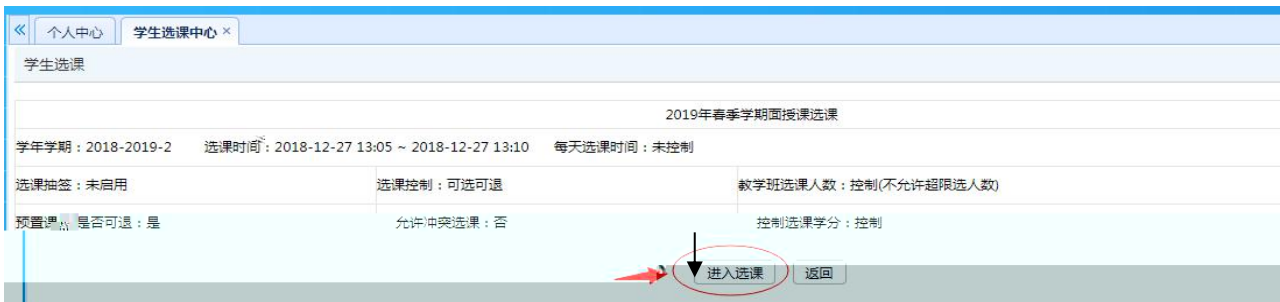 个人中心 学生选课中心 ×
学生选课
2019年春季学期面授课选课
学年学期：2018-2019-2 选课时间：2018-12-27 13:05 ~ 2018-12-27 13:10 每天选课时间：未控制
选课抽签：未启用 选课控制：可选可退 教学班选课人数：控制(不允许超限选人数)
预置课 是否可退：是 允许冲突选课：否 控制选课学分：控制
进入选课 返回